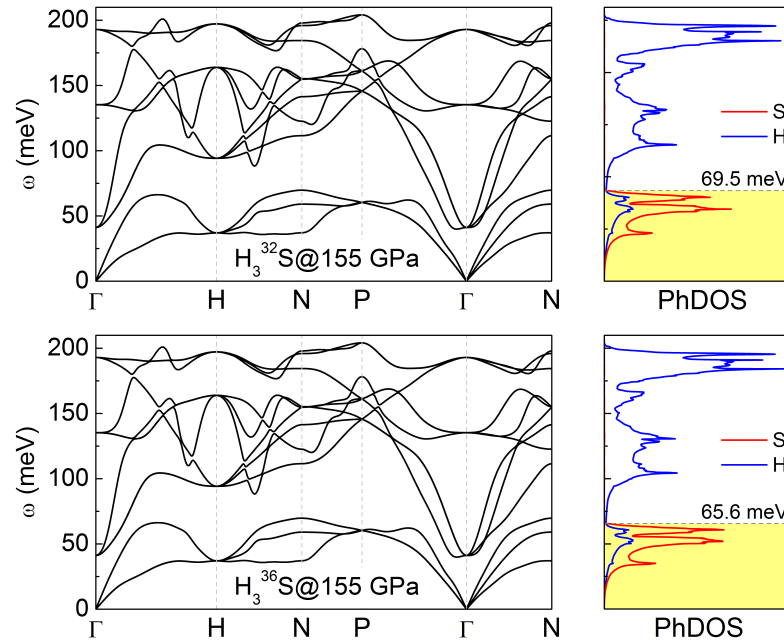 200
150
100
50
0
ω (meV)
H₃³²S@155 GPa
Γ H N P Γ N
S
H
69.5 meV
PhDOS
200
150
100
50
0
ω (meV)
H₃³⁶S@155 GPa
Γ H N P Γ N
S
H
65.6 meV
PhDOS